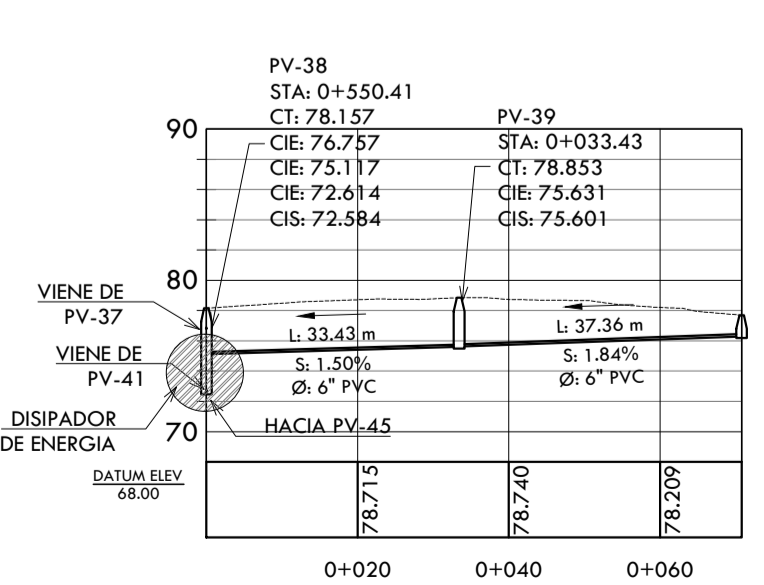 PV-38
STA: 0+550.41
CT: 78.157
CIE: 76.757
CIE: 75.117
CIE: 72.614
CIS: 72.584
PV-39
STA: 0+033.43
CT: 78.853
CIE: 75.631
CIS: 75.601
90
80
70
VIENE DE
PV-37
VIENE DE
PV-41
DISIPADOR
DE ENERGIA
L: 33.43 m
S: 1.50%
Ø: 6" PVC
L: 37.36 m
S: 1.84%
Ø: 6" PVC
HACIA PV-45
DATUM ELEV
68.00
78.715
78.740
78.209
0+020
0+040
0+060